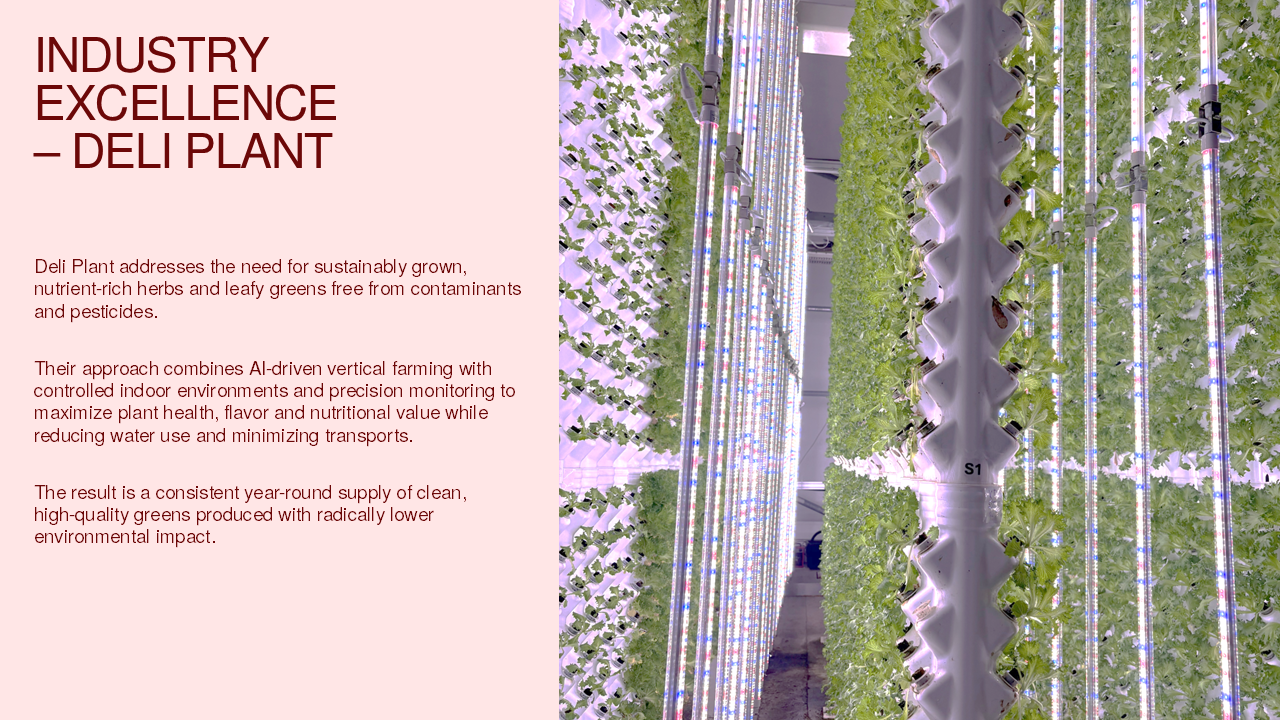 INDUSTRY
EXCELLENCE
– DELI PLANT
Deli Plant addresses the need for sustainably grown,
nutrient-rich herbs and leafy greens free from contaminants
and pesticides.
Their approach combines AI-driven vertical farming with
controlled indoor environments and precision monitoring to
maximize plant health, flavor and nutritional value while
reducing water use and minimizing transports.
The result is a consistent year-round supply of clean,
high-quality greens produced with radically lower
environmental impact.
S1